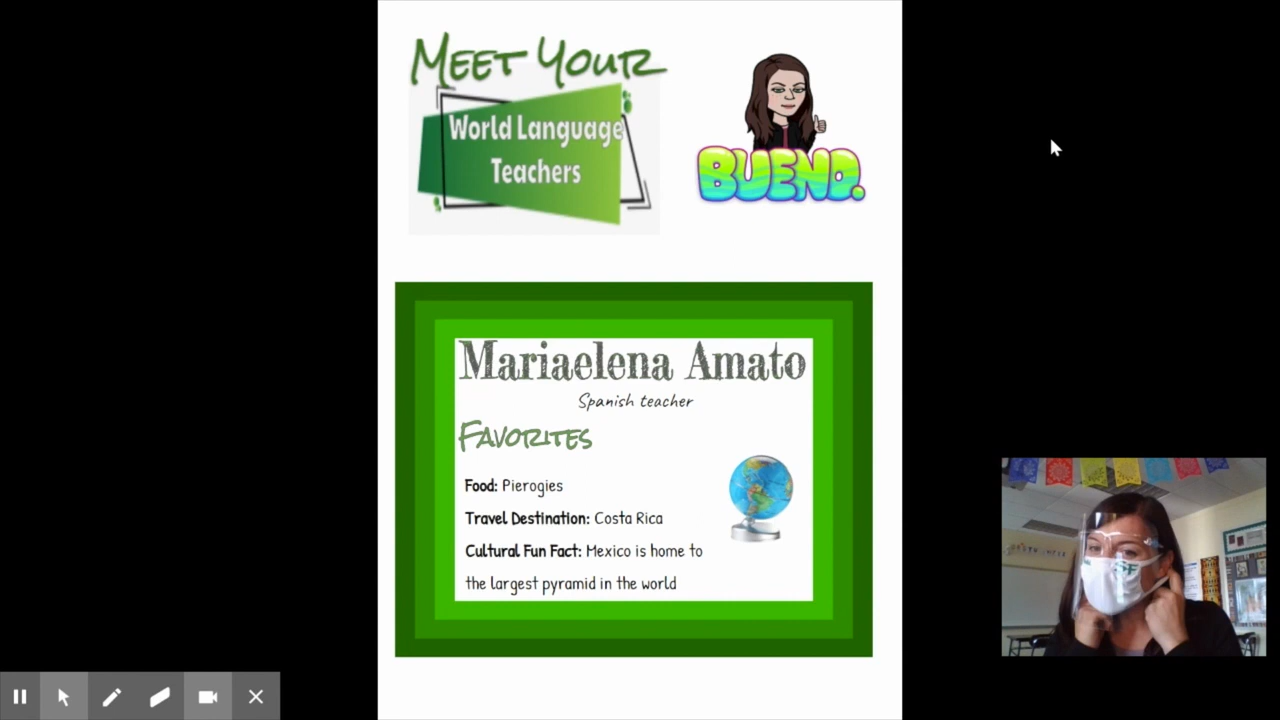 MEET YOUR
World Language
Teachers
BUENO.
Mariaelena Amato
Spanish teacher
FAVORITES
Food: Pierogies
Travel Destination: Costa Rica
Cultural Fun Fact: Mexico is home to
the largest pyramid in the world